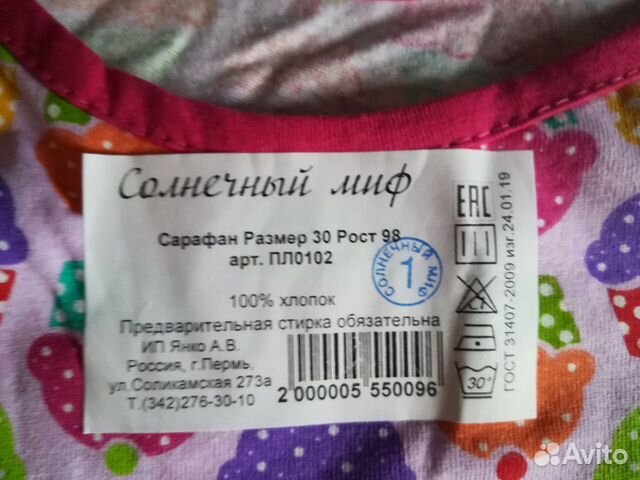 Солнечный миф
Сарафан Размер 30 Рост 98
арт. ПЛ0102
СОЛНЕЧНЫЙ МИФ
1
100% хлопок
Предварительная стирка обязательна
ИП Янко А.В.
Россия, г.Пермь,
ул.Соликамская 273а
Т.(342)276-30-10
2 000005 550096
EAC
30°
ГОСТ 31407-2009 изг.24.01.19
Avito